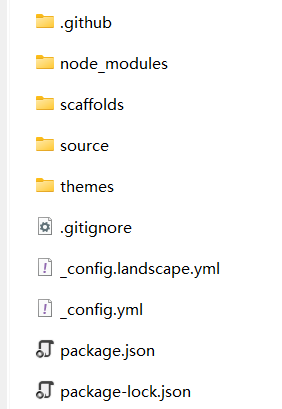 .github
node_modules
scaffolds
source
themes
.gitignore
_config.landscape.yml
_config.yml
package.json
package-lock.json